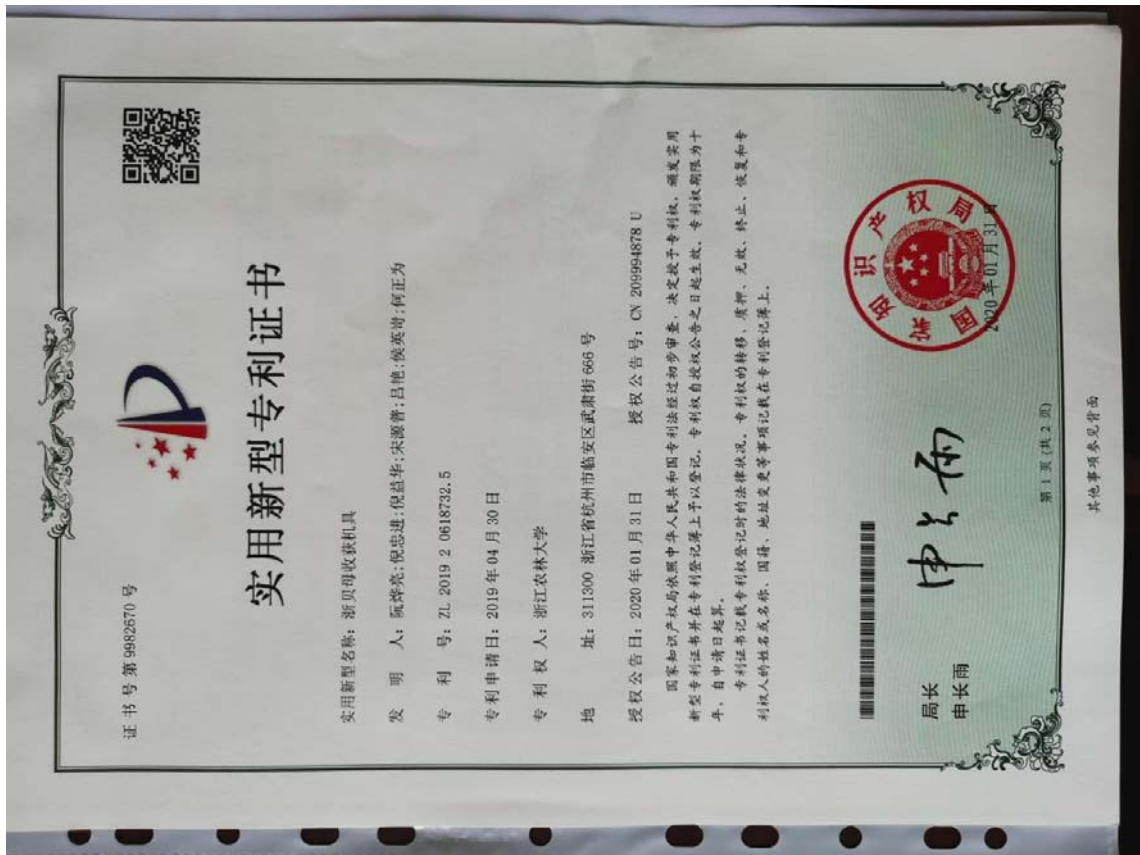 证书号第9982670号
实用新型专利证书
实用新型名称：浙贝母收获机具
发明人：阮烨亮;倪忠进;倪益华;宋源普;吕艳;侯英岢;何正为
专利号：ZL 2019 2 0618732.5
专利申请日：2019年04月30日
专利权人：浙江农林大学
地址：311300 浙江省杭州市临安区武肃街666号
授权公告日：2020年01月31日 授权公告号：CN 209994878 U
国家知识产权局依照中华人民共和国专利法经过初步审查，决定授予专利权，颁发实用
新型专利证书并在专利登记簿上予以登记。专利权自授权公告之日起生效。专利权期限为十
年，自申请日起算。
专利证书记载专利权登记时的法律状况。专利权的转移、质押、无效、终止、恢复和专
利权人的姓名或名称、国籍、地址变更等事项记载在专利登记簿上。
局长
申长雨
申长雨
国家知识产权局
2020年01月31日
第1页(共2页)
其他事项参见背面